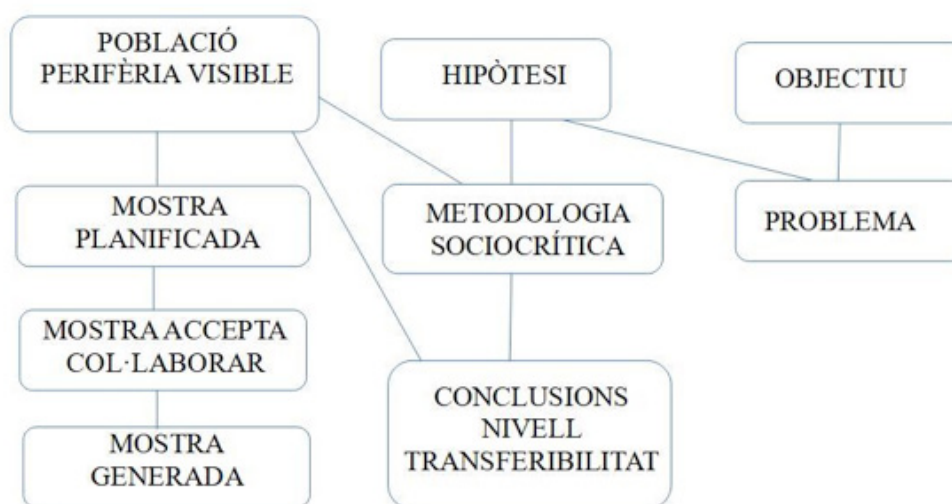 POBLACIÓ
PERIFÈRIA VISIBLE
HIPÒTESI
OBJECTIU
MOSTRA
PLANIFICADA
METODOLOGIA
SOCIOCRÍTICA
PROBLEMA
MOSTRA ACCEPTA
COL·LABORAR
CONCLUSIONS
NIVELL
TRANSFERIBILITAT
MOSTRA
GENERADA